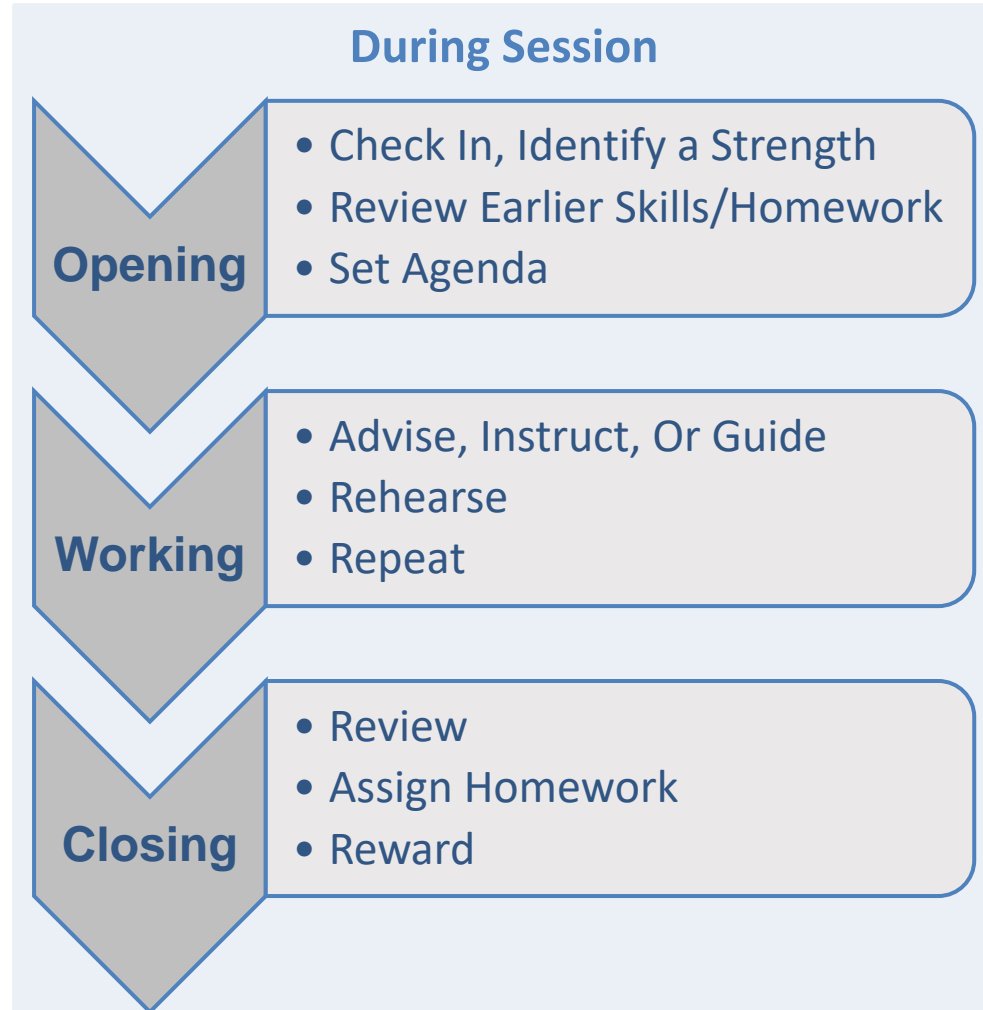 During Session
Opening
• Check In, Identify a Strength
• Review Earlier Skills/Homework
• Set Agenda
Working
• Advise, Instruct, Or Guide
• Rehearse
• Repeat
Closing
• Review
• Assign Homework
• Reward